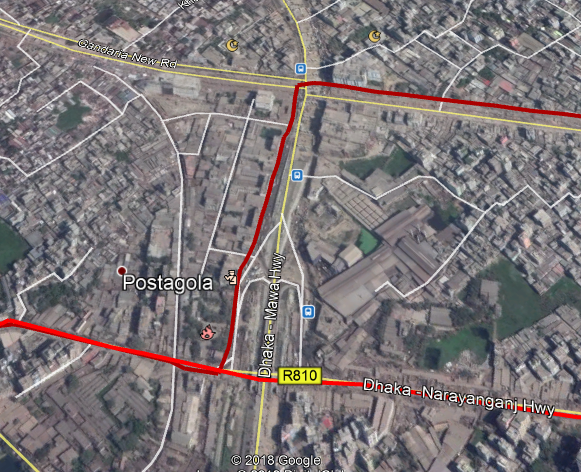 Gandaria New Rd
Postagola
Dhaka - Mawa Hwy
R810
Dhaka -Narayanganj Hwy
© 2018 Google